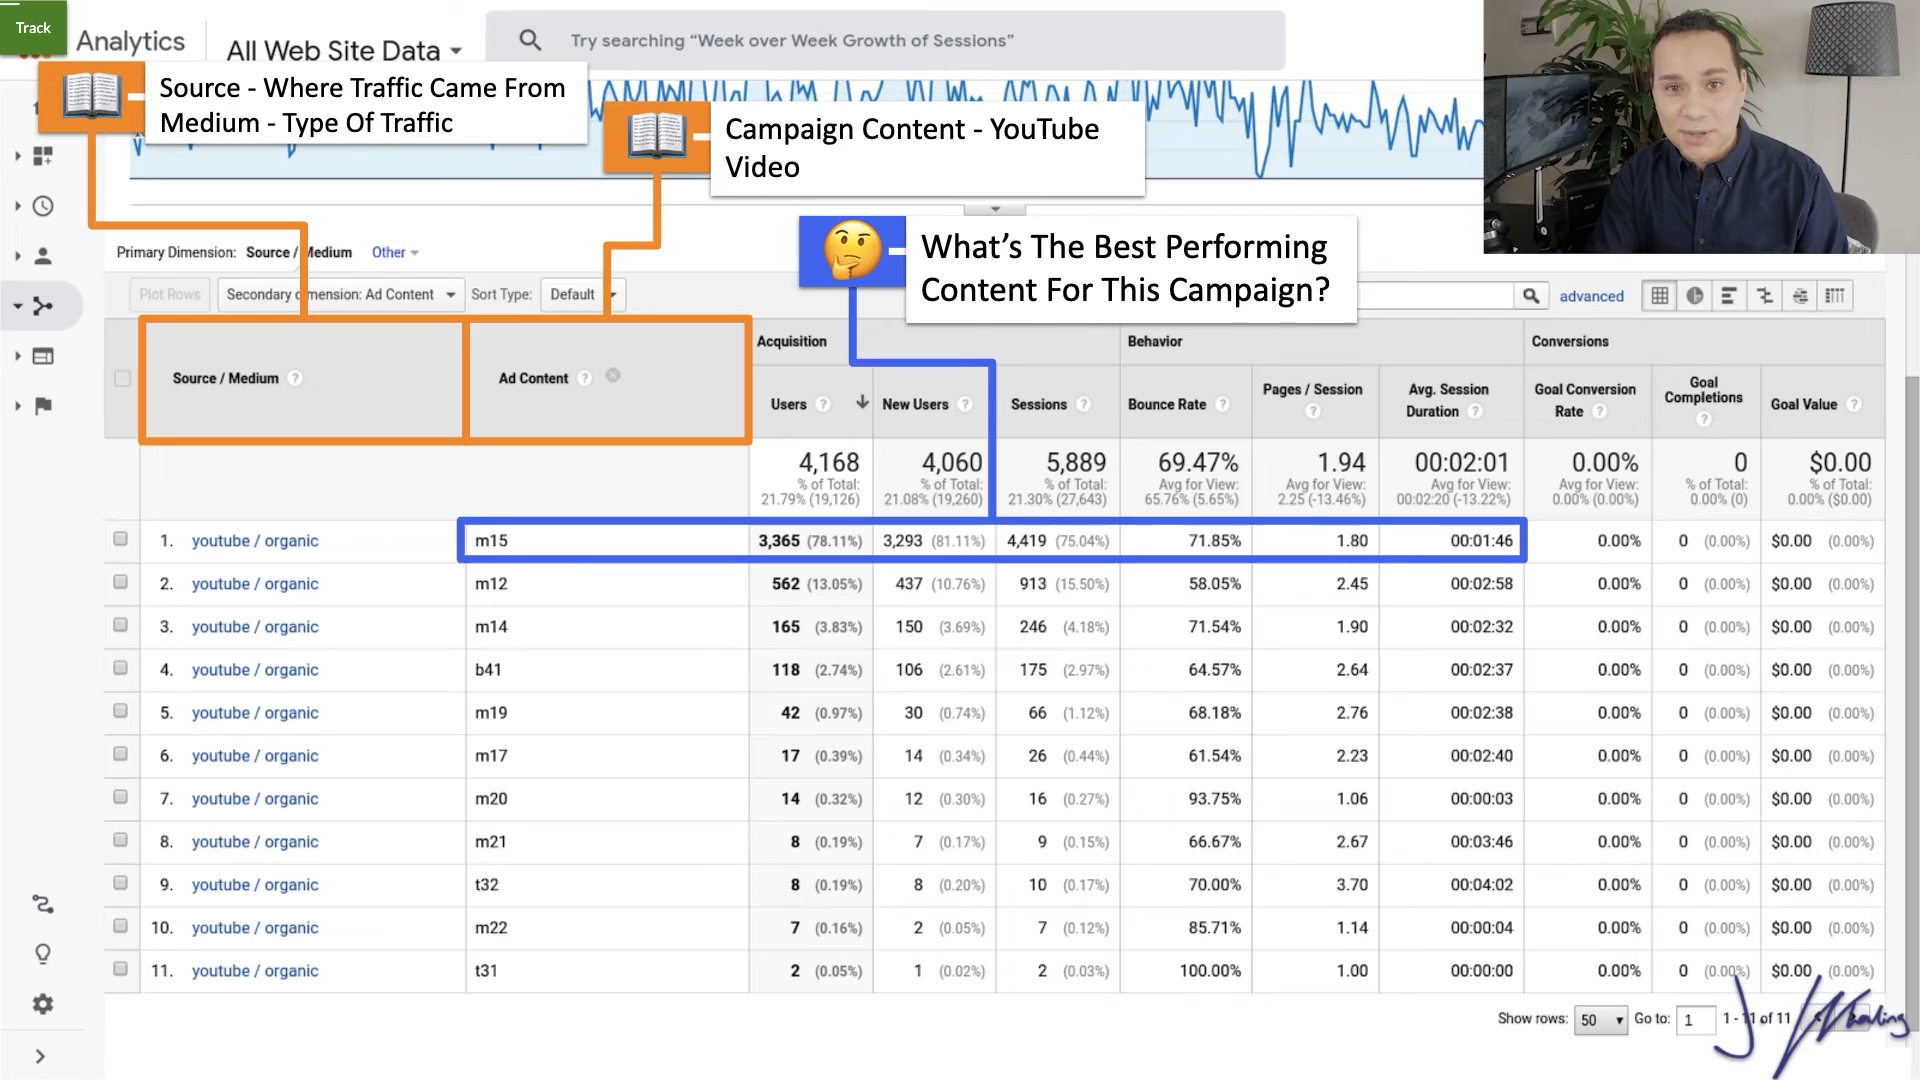 Track
Analytics
All Web Site Data
Try searching “Week over Week Growth of Sessions”
Source - Where Traffic Came From
Medium - Type Of Traffic
Campaign Content - YouTube
Video
What’s The Best Performing
Content For This Campaign?
Primary Dimension: Source / Medium Other
Plot Rows Secondary dimension: Ad Content Sort Type: Default advanced
Acquisition Behavior Conversions
Source / Medium ? Ad Content ? Users ? New Users ? Sessions ? Bounce Rate ? Pages / Session ? Avg. Session Duration ? Goal Conversion Rate ? Goal Completions ? Goal Value ?
4,168 4,060 5,889 69.47% 1.94 00:02:01 0.00% 0 $0.00
% of Total: % of Total: % of Total: Avg for View: Avg for View: Avg for View: Avg for View: % of Total: % of Total:
21.79% (19,126) 21.08% (19,260) 21.30% (27,643) 65.76% (5.65%) 2.25 (-13.46%) 00:02:20 (-13.22%) 0.00% (0.00%) 0.00% (0) 0.00% ($0.00)
1. youtube / organic m15 3,365 (78.11%) 3,293 (81.11%) 4,419 (75.04%) 71.85% 1.80 00:01:46 0.00% 0 (0.00%) $0.00 (0.00%)
2. youtube / organic m12 562 (13.05%) 437 (10.76%) 913 (15.50%) 58.05% 2.45 00:02:58 0.00% 0 (0.00%) $0.00 (0.00%)
3. youtube / organic m14 165 (3.83%) 150 (3.69%) 246 (4.18%) 71.54% 1.90 00:02:32 0.00% 0 (0.00%) $0.00 (0.00%)
4. youtube / organic b41 118 (2.74%) 106 (2.61%) 175 (2.97%) 64.57% 2.64 00:02:37 0.00% 0 (0.00%) $0.00 (0.00%)
5. youtube / organic m19 42 (0.97%) 30 (0.74%) 66 (1.12%) 68.18% 2.76 00:02:38 0.00% 0 (0.00%) $0.00 (0.00%)
6. youtube / organic m17 17 (0.39%) 14 (0.34%) 26 (0.44%) 61.54% 2.23 00:02:40 0.00% 0 (0.00%) $0.00 (0.00%)
7. youtube / organic m20 14 (0.32%) 12 (0.30%) 16 (0.27%) 93.75% 1.06 00:00:03 0.00% 0 (0.00%) $0.00 (0.00%)
8. youtube / organic m21 8 (0.19%) 7 (0.17%) 9 (0.15%) 66.67% 2.67 00:03:46 0.00% 0 (0.00%) $0.00 (0.00%)
9. youtube / organic t32 8 (0.19%) 8 (0.20%) 10 (0.17%) 70.00% 3.70 00:04:02 0.00% 0 (0.00%) $0.00 (0.00%)
10. youtube / organic m22 7 (0.16%) 2 (0.05%) 7 (0.12%) 85.71% 1.14 00:00:04 0.00% 0 (0.00%) $0.00 (0.00%)
11. youtube / organic t31 2 (0.05%) 1 (0.02%) 2 (0.03%) 100.00% 1.00 00:00:00 0.00% 0 (0.00%) $0.00 (0.00%)
Show rows: 50 Go to: 1 1 - 11 of 11